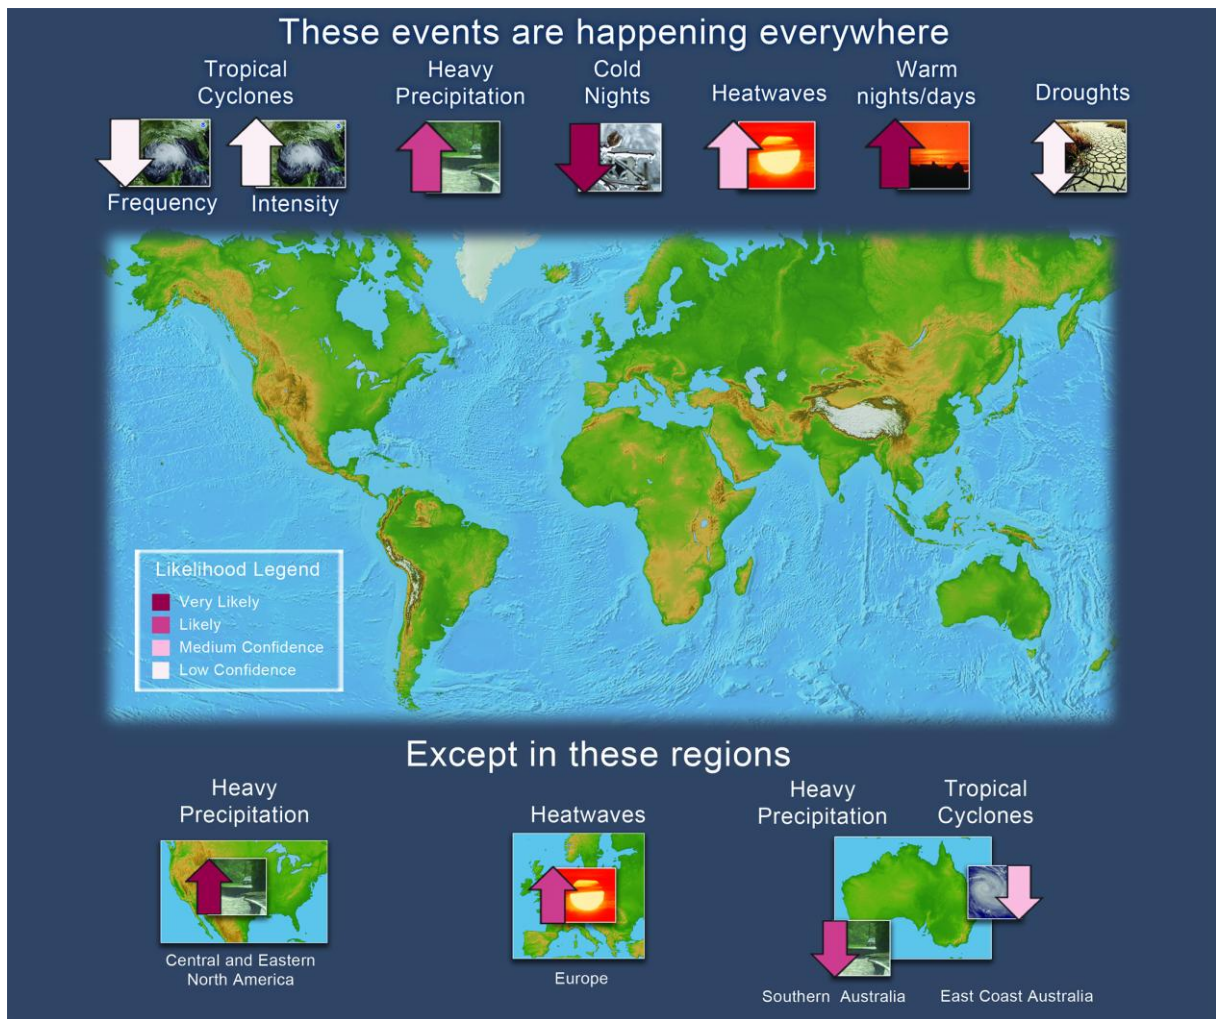 These events are happening everywhere
Tropical
Cyclones
Heavy
Precipitation
Cold
Nights
Heatwaves
Warm
nights/days
Droughts
Frequency
Intensity
Likelihood Legend
Very Likely
Likely
Medium Confidence
Low Confidence
Except in these regions
Heavy
Precipitation
Heatwaves
Heavy
Precipitation
Tropical
Cyclones
Central and Eastern
North America
Europe
Southern Australia
East Coast Australia